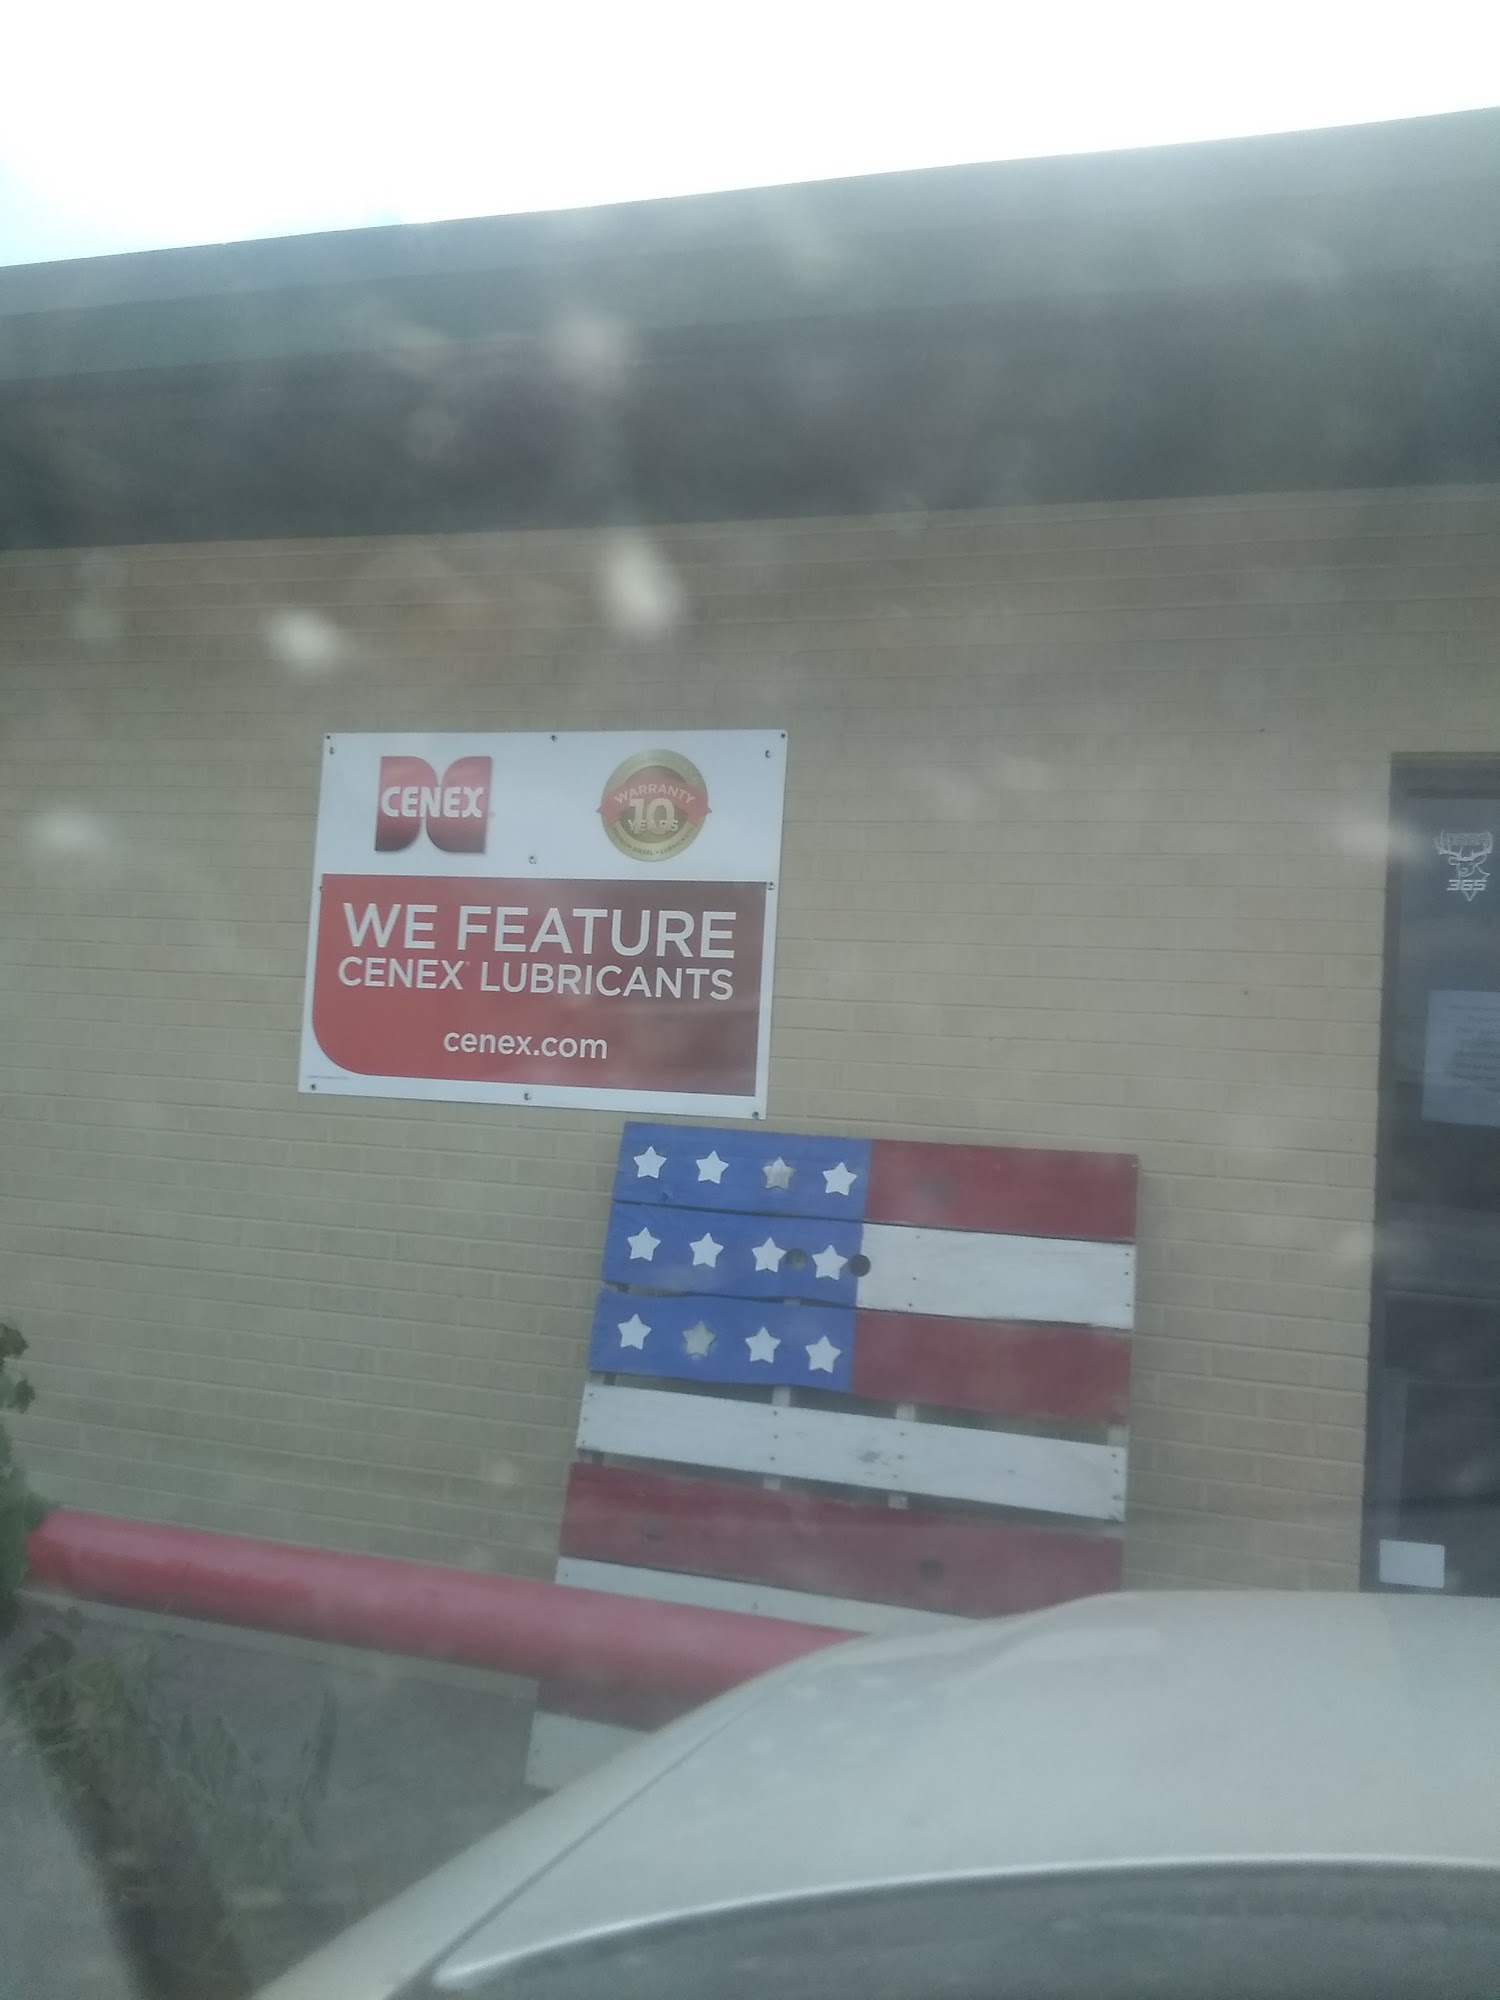 CENEX
WARRANTY
10
YEARS
WE FEATURE
CENEX LUBRICANTS
cenex.com
365